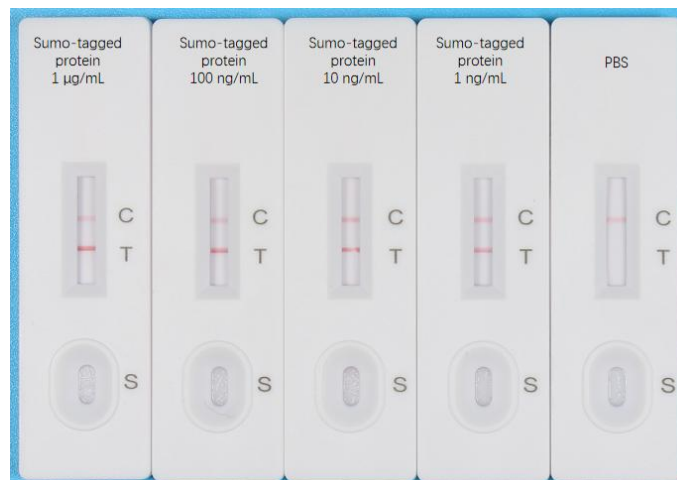 Sumo-tagged
protein
1 μg/mL
Sumo-tagged
protein
100 ng/mL
Sumo-tagged
protein
10 ng/mL
Sumo-tagged
protein
1 ng/mL
PBS
C
T
S
C
T
S
C
T
S
C
T
S
C
T
S